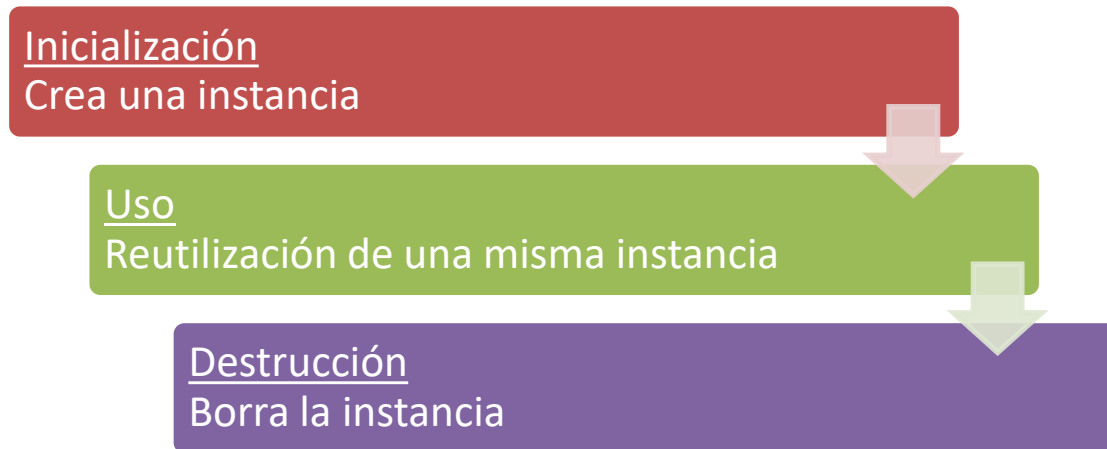 Inicialización
Crea una instancia
Uso
Reutilización de una misma instancia
Destrucción
Borra la instancia